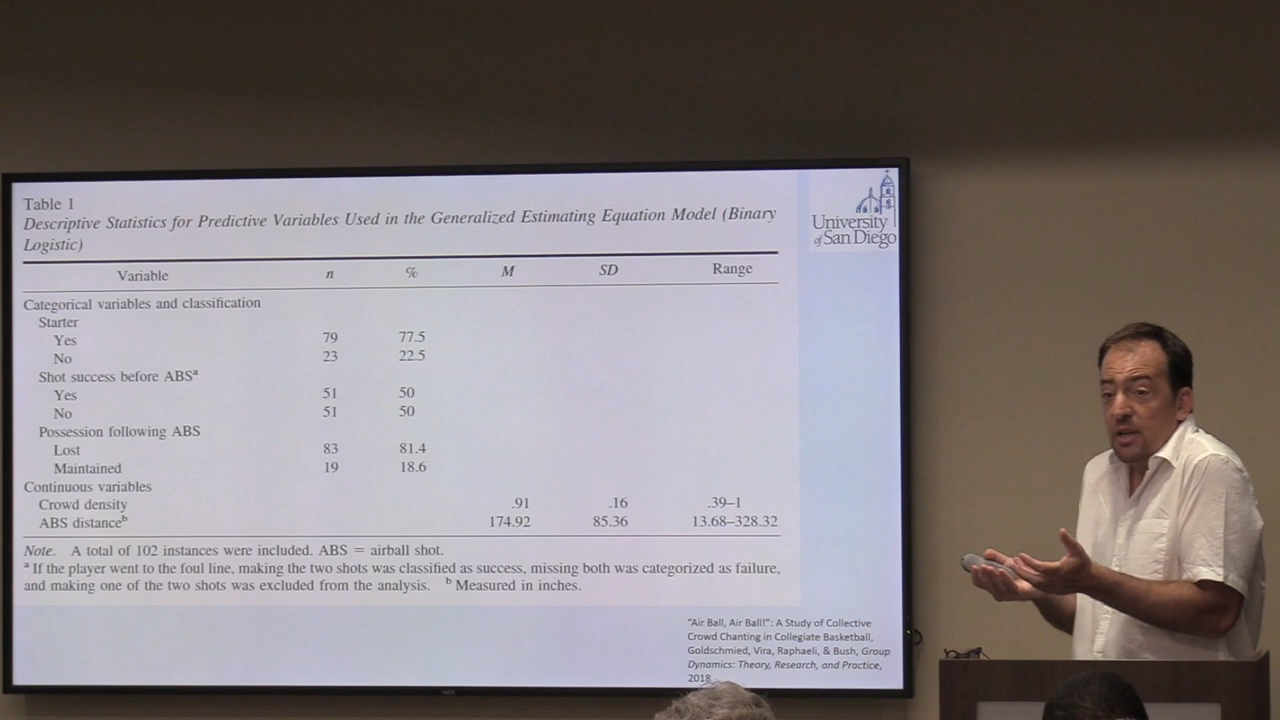 Table 1
Descriptive Statistics for Predictive Variables Used in the Generalized Estimating Equation Model (Binary
Logistic)
Variable n % M SD Range
Categorical variables and classification
Starter
Yes 79 77.5
No 23 22.5
Shot success before ABSᵃ
Yes 51 50
No 51 50
Possession following ABS
Lost 83 81.4
Maintained 19 18.6
Continuous variables
Crowd density .91 .16 .39–1
ABS distanceᵇ 174.92 85.36 13.68–328.32
Note. A total of 102 instances were included. ABS = airball shot.
ᵃ If the player went to the foul line, making the two shots was classified as success, missing both was categorized as failure,
and making one of the two shots was excluded from the analysis. ᵇ Measured in inches.
University
of San Diego
"Air Ball, Air Ball!": A Study of Collective
Crowd Chanting in Collegiate Basketball,
Goldschmied, Vira, Raphaeli, & Bush, Group
Dynamics: Theory, Research, and Practice,
2018